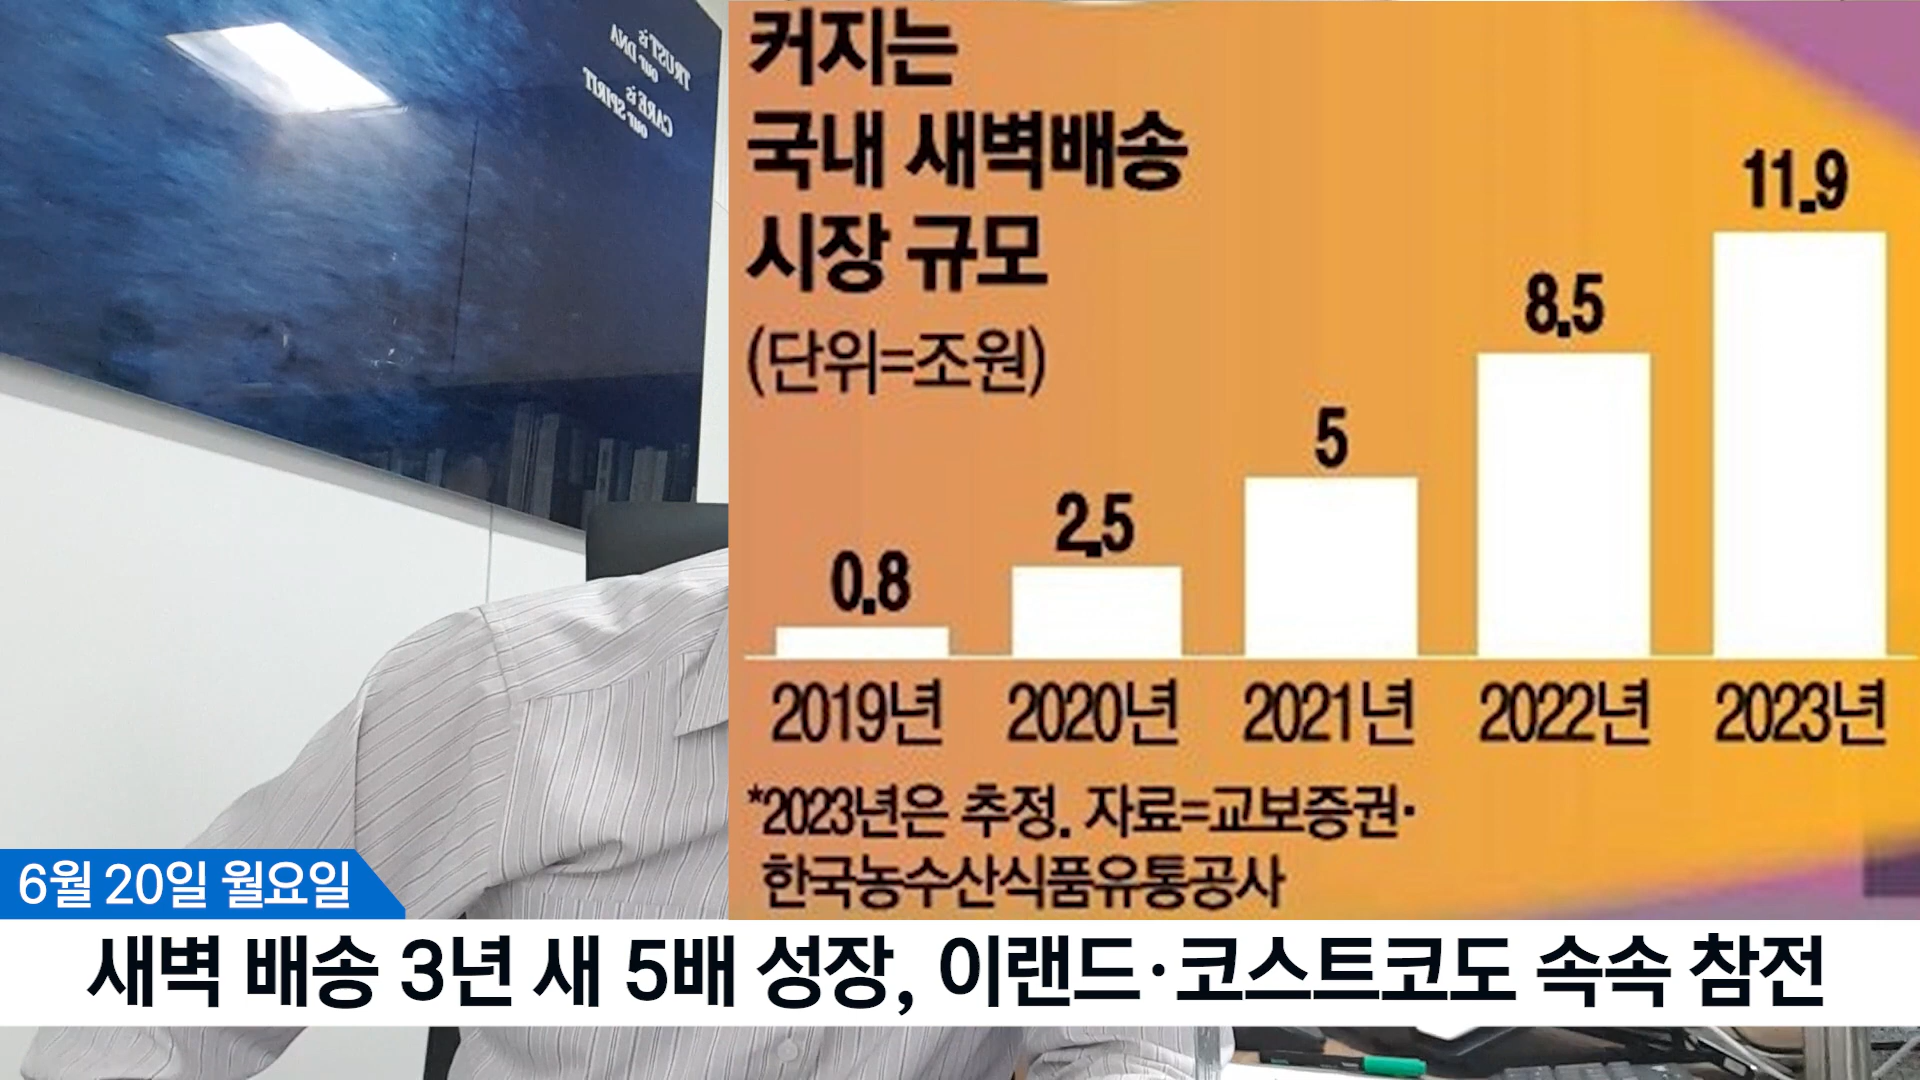 TRUST is
our DNA
CARE is
our SPIRIT
커지는
국내 새벽배송
시장 규모
(단위=조원)
0.8
2.5
5
8.5
11.9
2019년
2020년
2021년
2022년
2023년
*2023년은 추정. 자료=교보증권·
한국농수산식품유통공사
6월 20일 월요일
새벽 배송 3년 새 5배 성장, 이랜드·코스트코도 속속 참전